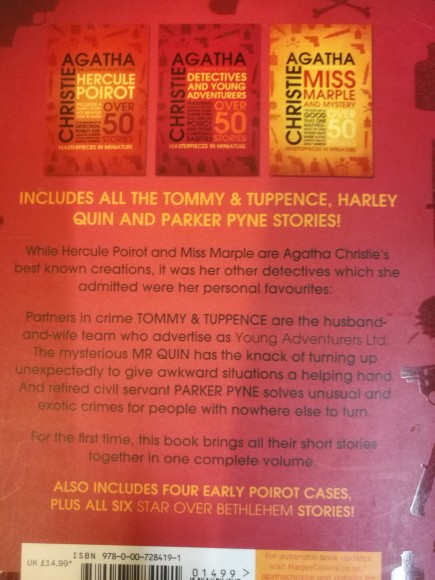 AGATHA
CHRISTIE
HERCULE
POIROT
OVER
50
STORIES
MASTERPIECES IN MINIATURE
AGATHA
CHRISTIE
DETECTIVES
AND YOUNG
ADVENTURERS
OVER
50
STORIES
MASTERPIECES IN MINIATURE
AGATHA
CHRISTIE
MISS
MARPLE
AND MYSTERY
OVER
50
STORIES
MASTERPIECES IN MINIATURE
INCLUDES ALL THE TOMMY & TUPPENCE, HARLEY
QUIN AND PARKER PYNE STORIES!
While Hercule Poirot and Miss Marple are Agatha Christie's
best known creations, it was her other detectives which she
admitted were her personal favourites:
Partners in crime TOMMY & TUPPENCE are the husband-
and-wife team who advertise as Young Adventurers Ltd.
The mysterious MR QUIN has the knack of turning up
unexpectedly to give awkward situations a helping hand.
And retired civil servant PARKER PYNE solves unusual and
exotic crimes for people with nowhere else to turn.
For the first time, this book brings all their short stories
together in one complete volume.
ALSO INCLUDES FOUR EARLY POIROT CASES,
PLUS ALL SIX STAR OVER BETHLEHEM STORIES!
ISBN 978-0-00-728419-1
UK £14.99*
01499>
For automatic book updates
visit HarperCollins.co.uk/